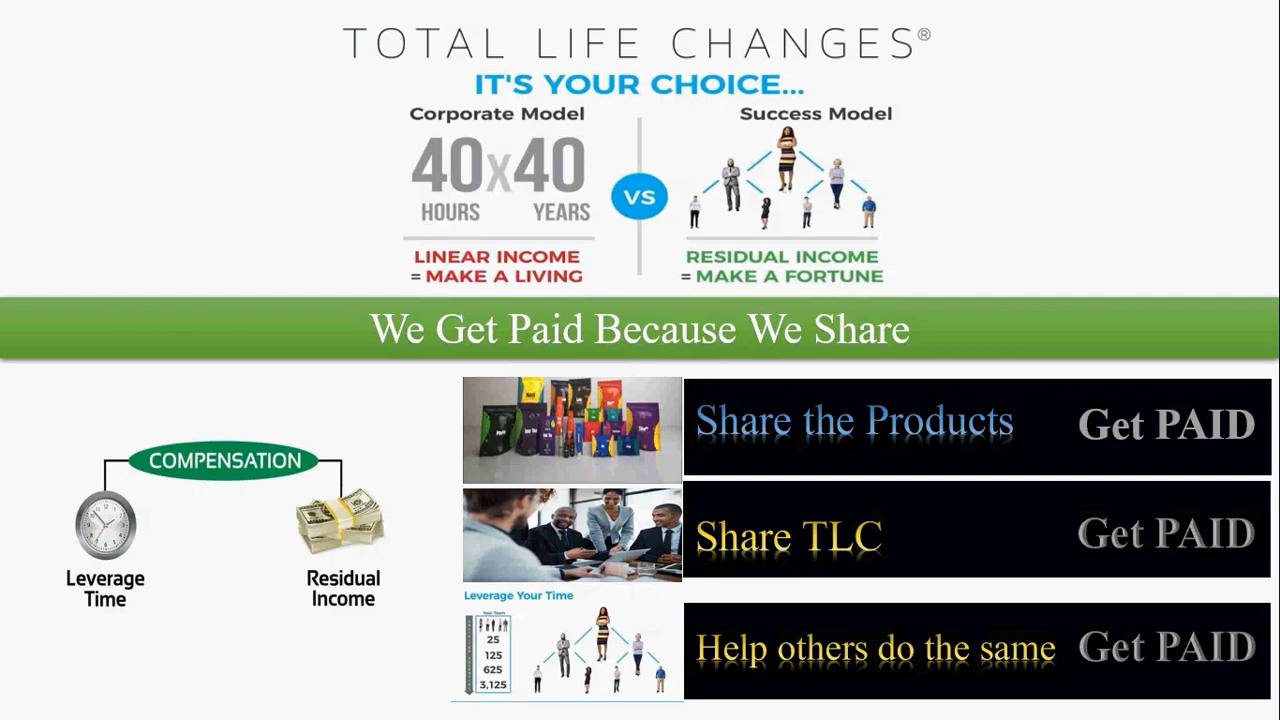 TOTAL LIFE CHANGES®
IT'S YOUR CHOICE...
Corporate Model
Success Model
40x40
HOURS YEARS
VS
LINEAR INCOME
= MAKE A LIVING
RESIDUAL INCOME
= MAKE A FORTUNE
We Get Paid Because We Share
COMPENSATION
Leverage
Time
Residual
Income
Share the Products Get PAID
Share TLC Get PAID
Leverage Your Time
Your Team
25
125
625
3,125
Help others do the same Get PAID